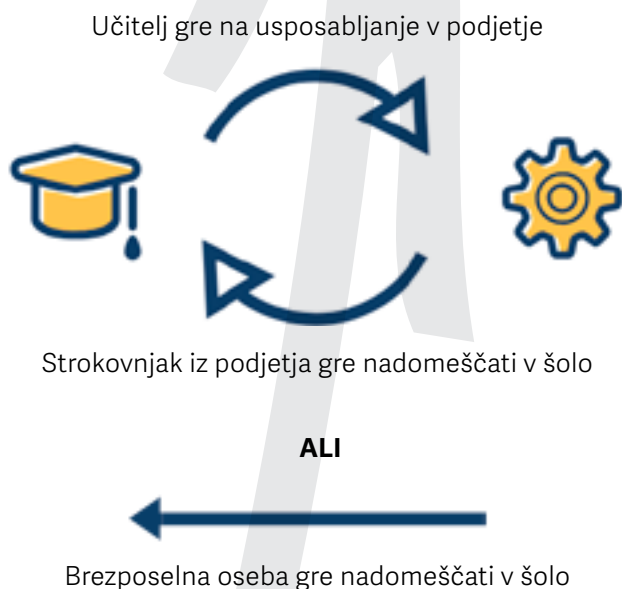 Učitelj gre na usposabljanje v podjetje
Strokovnjak iz podjetja gre nadomeščati v šolo
ALI
Brezposelna oseba gre nadomeščati v šolo